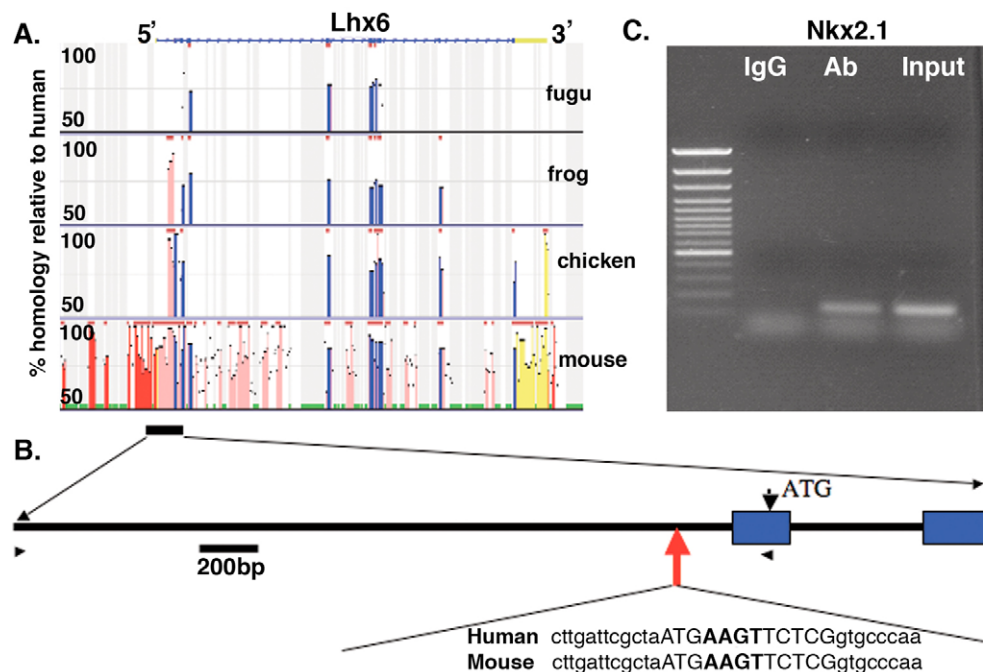 A.
5’
Lhx6
3’
% homology relative to human
100
50
fugu
100
50
frog
100
50
chicken
100
50
mouse
C.
Nkx2.1
IgG Ab Input
B.
ATG
200bp
Human cttgattcgctaATGAAGTTCTCGgtgcccaa
Mouse cttgattcgctaATGAAGTTCTCGgtgcccaa